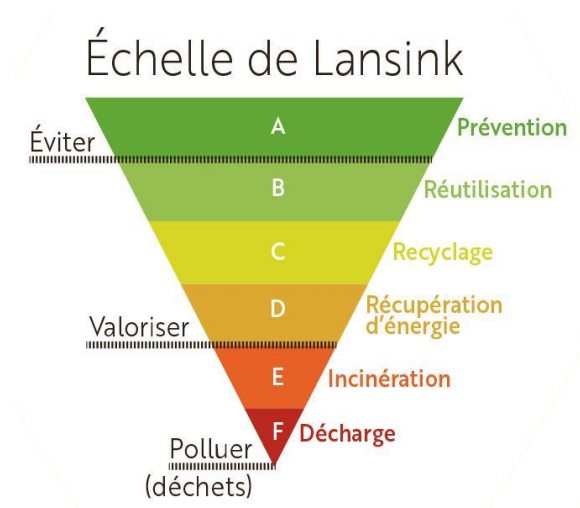 Échelle de Lansink
A
Prévention
Éviter
B
Réutilisation
C
Recyclage
D
Récupération
d'énergie
Valoriser
E
Incinération
F
Décharge
Polluer
(déchets)